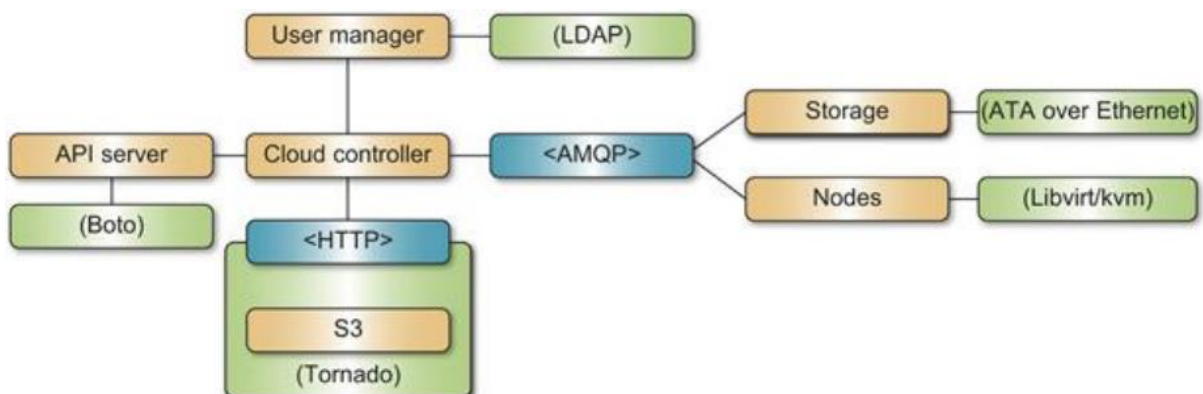 User manager
(LDAP)
Storage
(ATA over Ethernet)
API server
Cloud controller
<AMQP>
Nodes
(Libvirt/kvm)
(Boto)
<HTTP>
S3
(Tornado)